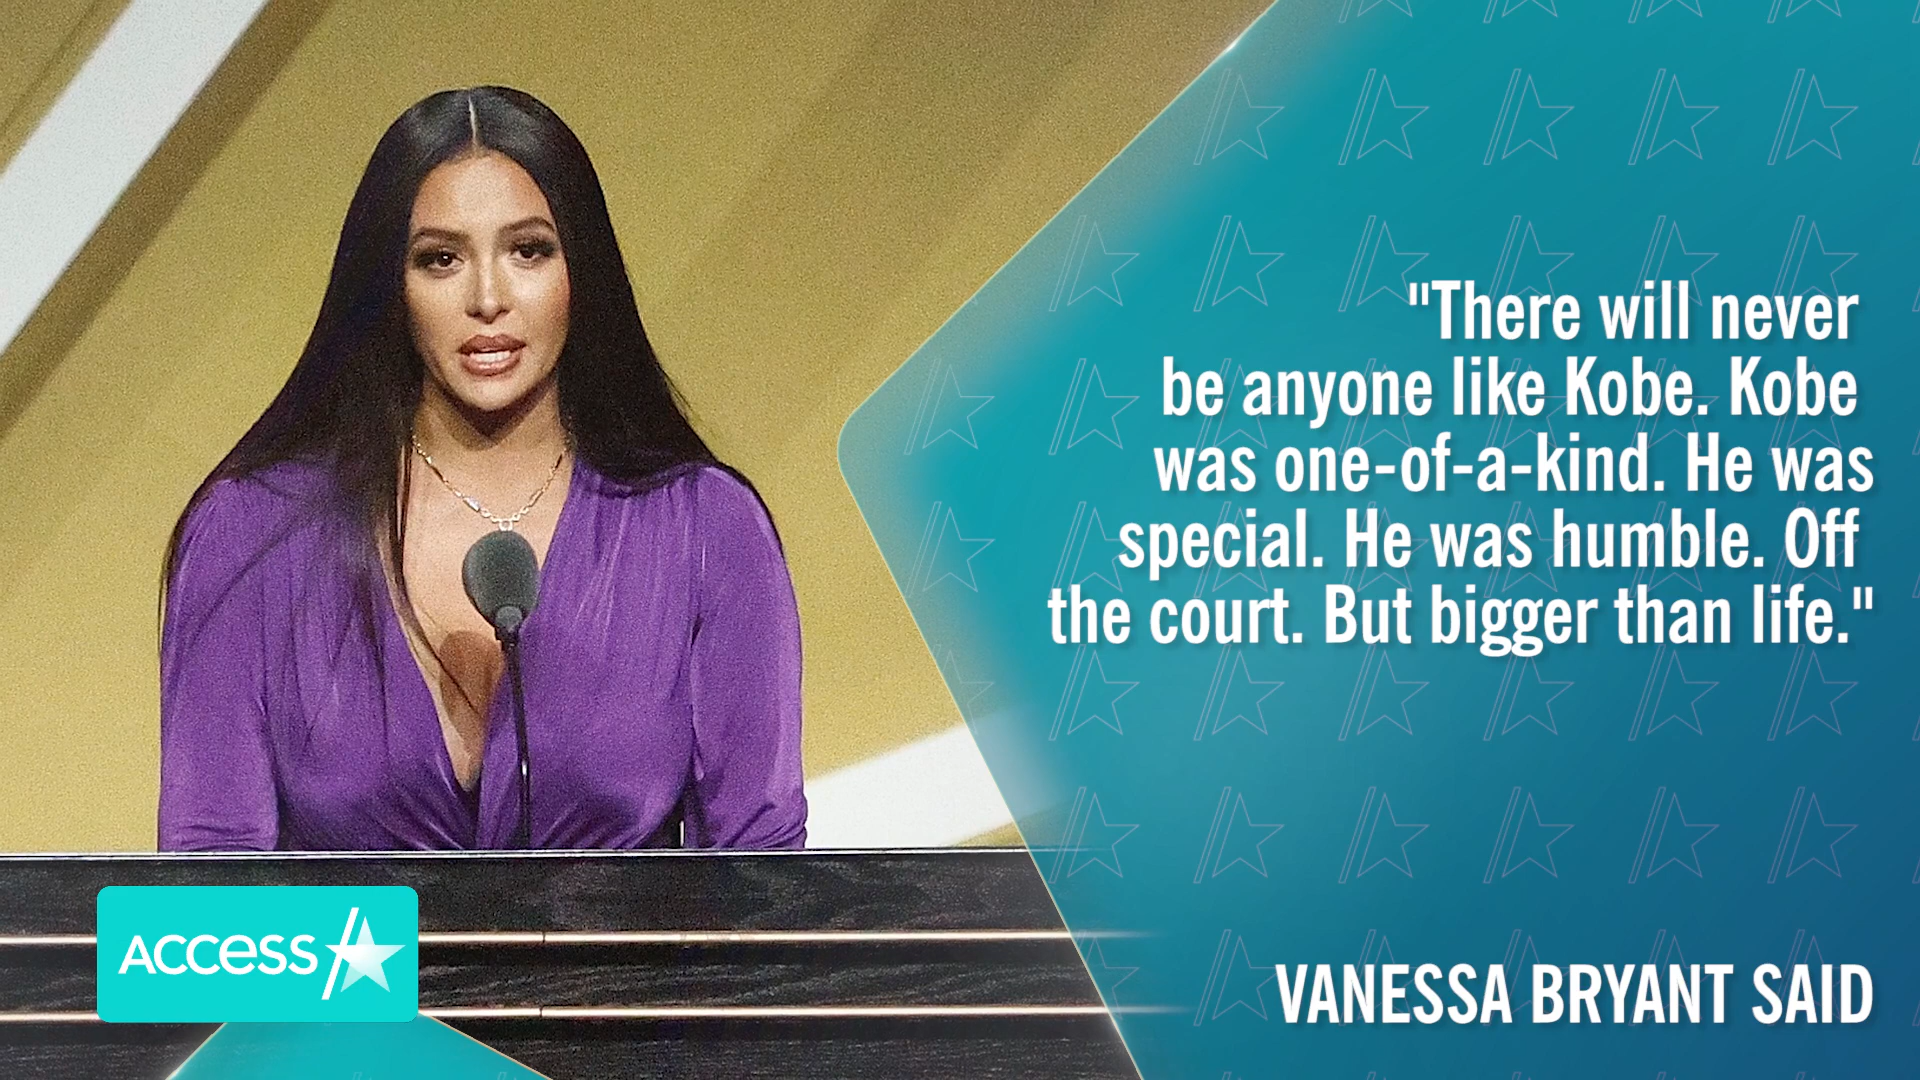 "There will never
be anyone like Kobe. Kobe
was one-of-a-kind. He was
special. He was humble. Off
the court. But bigger than life."
VANESSA BRYANT SAID
ACCESS